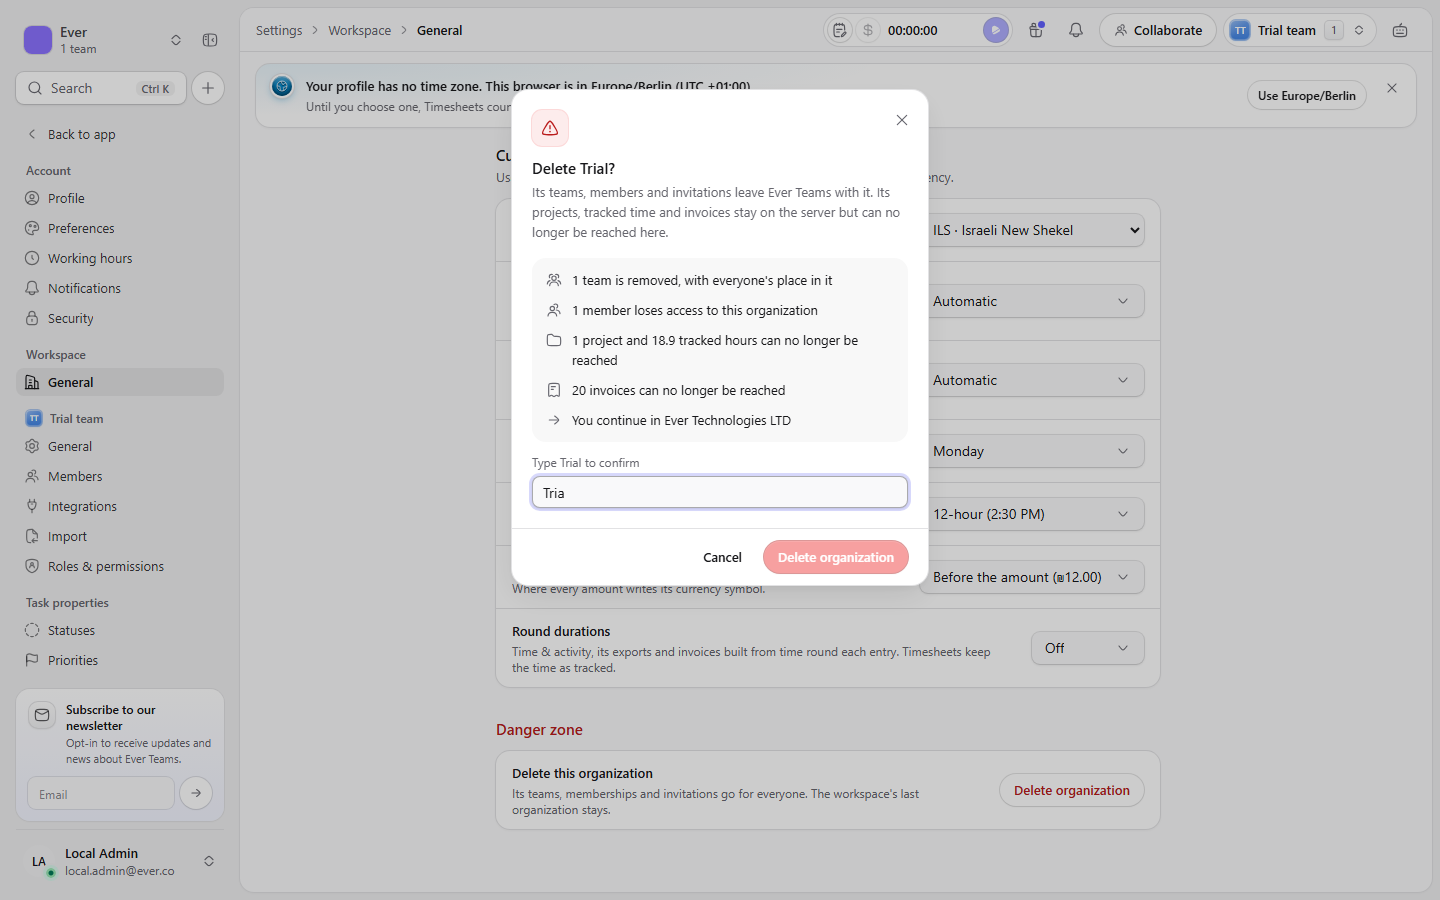 Ever
1 team
Search
Ctrl K
Back to app
Account
Profile
Preferences
Working hours
Notifications
Security
Workspace
General
TT
Trial team
General
Members
Integrations
Import
Roles & permissions
Task properties
Statuses
Priorities
Subscribe to our
newsletter
Opt-in to receive updates and
news about Ever Teams.
Email
LA
Local Admin
local.admin@ever.co
Settings
Workspace
General
00:00:00
Collaborate
TT
Trial team
1
Your profile has no time zone. This browser is in Europe/Berlin (UTC +01:00)
Until you choose one, Timesheets cour
Use Europe/Berlin
Delete Trial?
Its teams, members and invitations leave Ever Teams with it. Its
projects, tracked time and invoices stay on the server but can no
longer be reached here.
1 team is removed, with everyone's place in it
1 member loses access to this organization
1 project and 18.9 tracked hours can no longer be
reached
20 invoices can no longer be reached
You continue in Ever Technologies LTD
Type Trial to confirm
Tria
Cancel
Delete organization
ILS · Israeli New Shekel
Automatic
Automatic
Monday
12-hour (2:30 PM)
Before the amount (₪12.00)
Where every amount writes its currency symbol.
Round durations
Time & activity, its exports and invoices built from time round each entry. Timesheets keep
the time as tracked.
Off
Danger zone
Delete this organization
Its teams, memberships and invitations go for everyone. The workspace's last
organization stays.
Delete organization